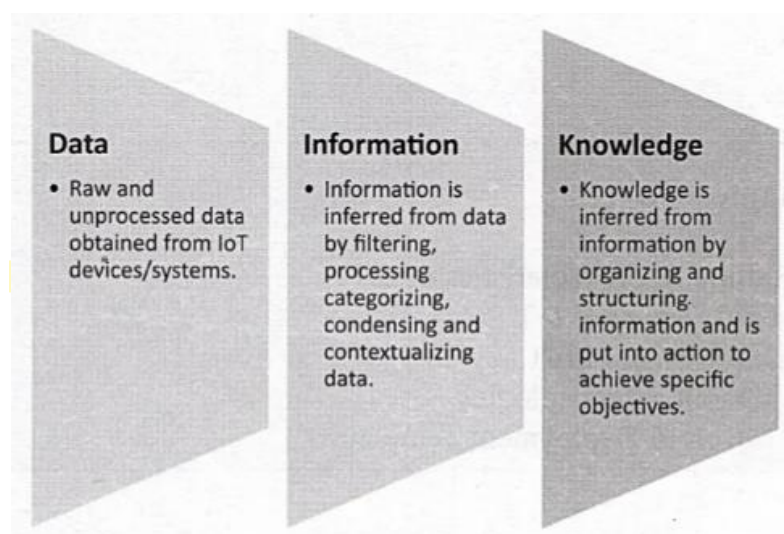 Data
• Raw and
unprocessed data
obtained from IoT
devices/systems.
Information
• Information is
inferred from data
by filtering,
processing
categorizing,
condensing and
contextualizing
data.
Knowledge
• Knowledge is
inferred from
information by
organizing and
structuring
information and is
put into action to
achieve specific
objectives.